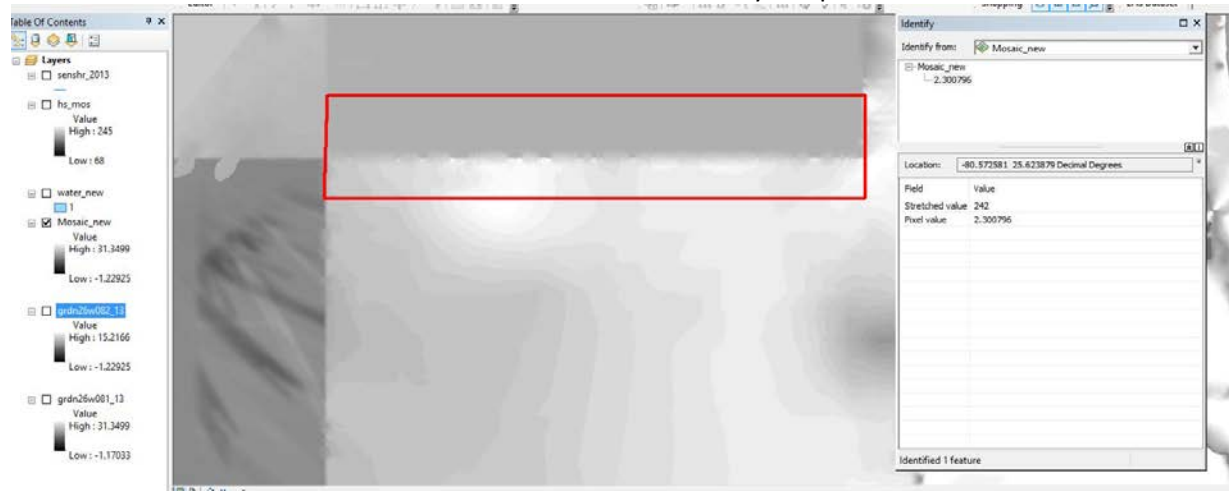 Table Of Contents
Layers
senshr_2013
hs_mos
Value
High : 245
Low : 68
water_new
1
Mosaic_new
Value
High : 31.3499
Low : -1.22925
grdn26w082_13
Value
High : 15.2166
Low : -1.22925
grdn26w081_13
Value
High : 31.3499
Low : -1.17033
Identify
Identify from: Mosaic_new
Mosaic_new
2.300796
Location: -80.572581 25.623879 Decimal Degrees
Field Value
Stretched value 242
Pixel value 2.300796
Identified 1 feature